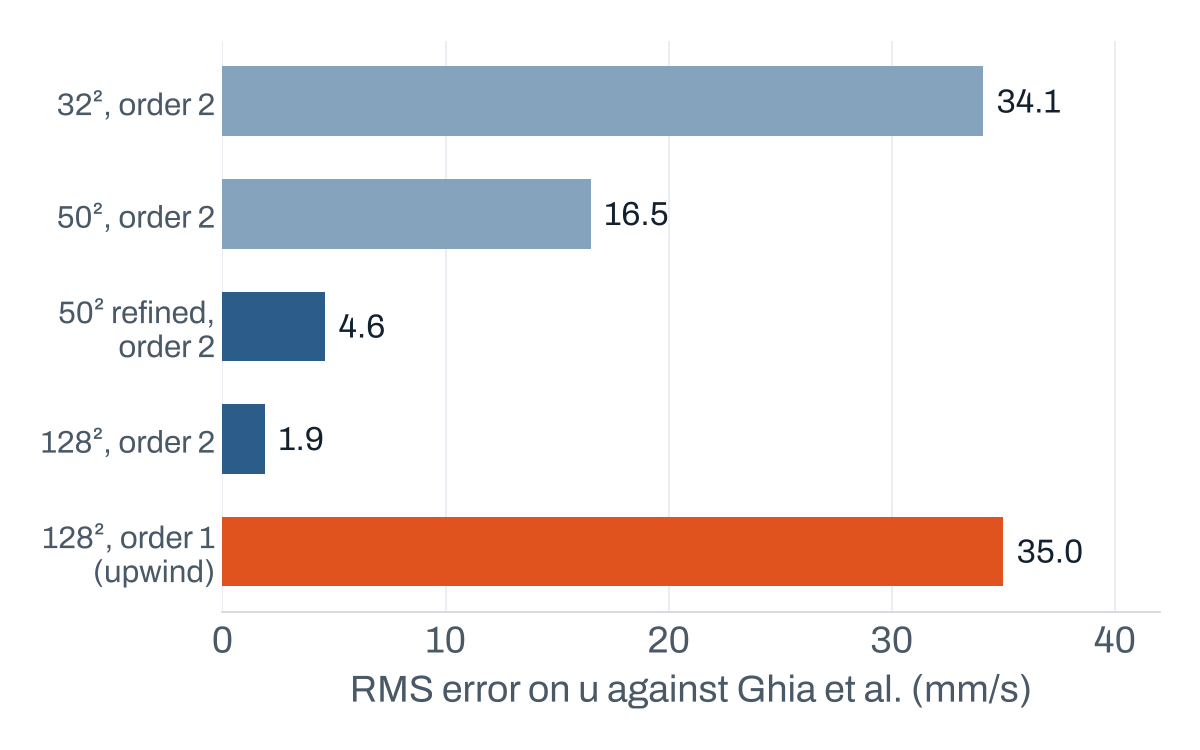 32², order 2
34.1
50², order 2
16.5
50² refined,
order 2
4.6
128², order 2
1.9
128², order 1
(upwind)
35.0
0 10 20 30 40
RMS error on u against Ghia et al. (mm/s)